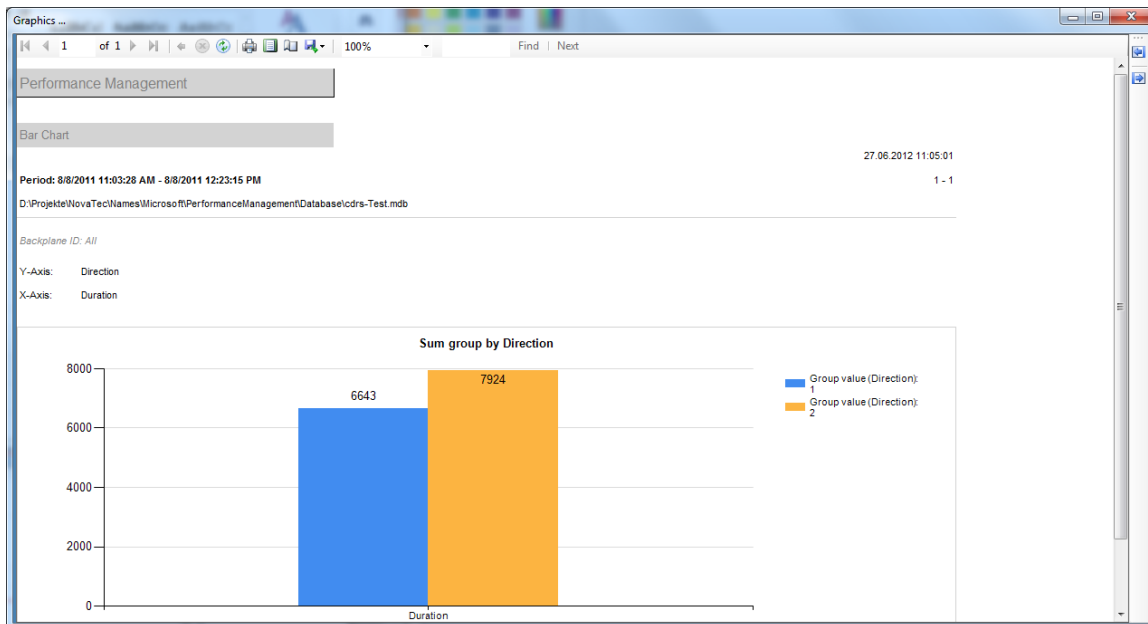 Graphics ...
1 of 1 100% Find | Next
Performance Management
Bar Chart
27.06.2012 11:05:01
Period: 8/8/2011 11:03:28 AM - 8/8/2011 12:23:15 PM
1 - 1
D:\Projekte\NovaTec\Names\Microsoft\PerformanceManagement\Database\cdrs-Test.mdb
Backplane ID: All
Y-Axis: Direction
X-Axis: Duration
Sum group by Direction
8000
6000
4000
2000
0
6643
7924
Duration
Group value (Direction):
1
Group value (Direction):
2